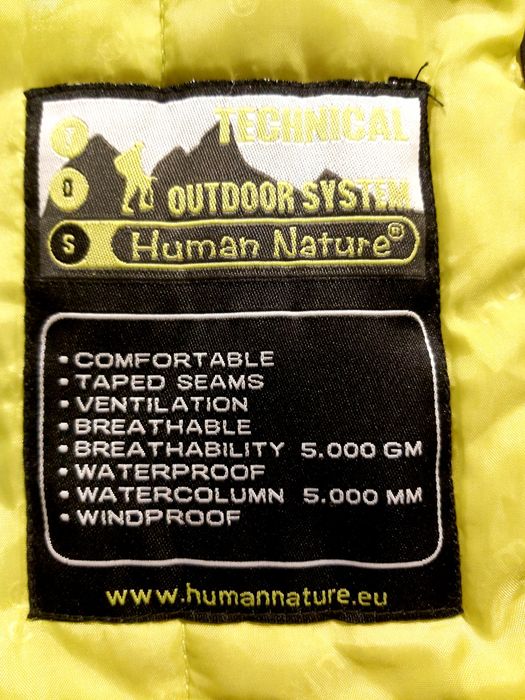 T TECHNICAL
O OUTDOOR SYSTEM
S Human Nature®
• COMFORTABLE
• TAPED SEAMS
• VENTILATION
• BREATHABLE
• BREATHABILITY 5.000 GM
• WATERPROOF
• WATERCOLUMN 5.000 MM
• WINDPROOF
www.humannature.eu